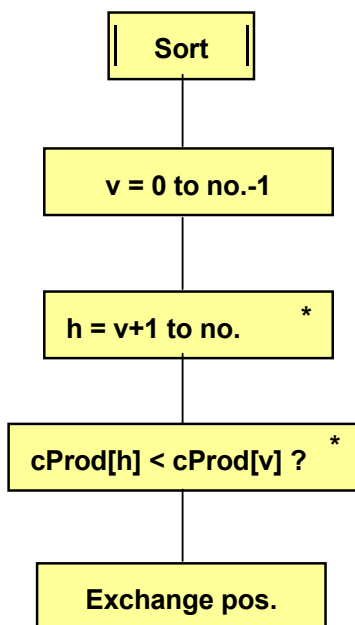 Sort
v = 0 to no.-1
h = v+1 to no. *
cProd[h] < cProd[v] ? *
Exchange pos.